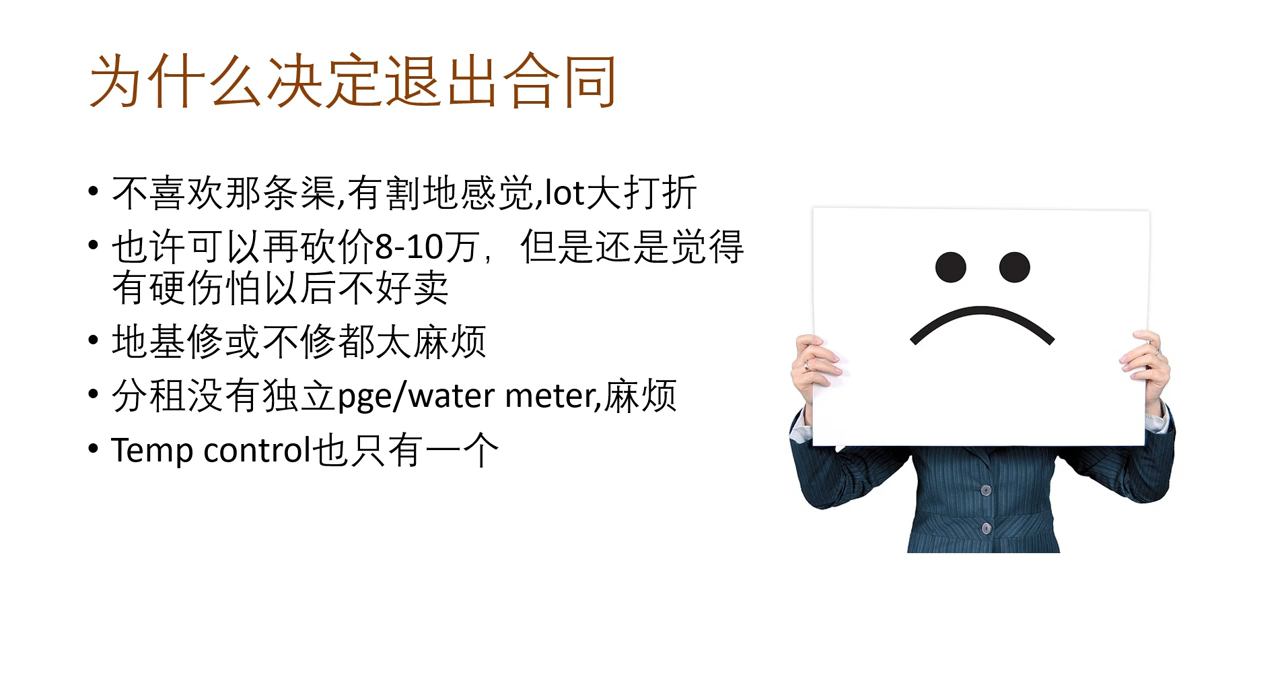 为什么决定退出合同
• 不喜欢那条渠,有割地感觉,lot大打折
• 也许可以再砍价8-10万，但是还是觉得
有硬伤怕以后不好卖
• 地基修或不修都太麻烦
• 分租没有独立pge/water meter,麻烦
• Temp control也只有一个